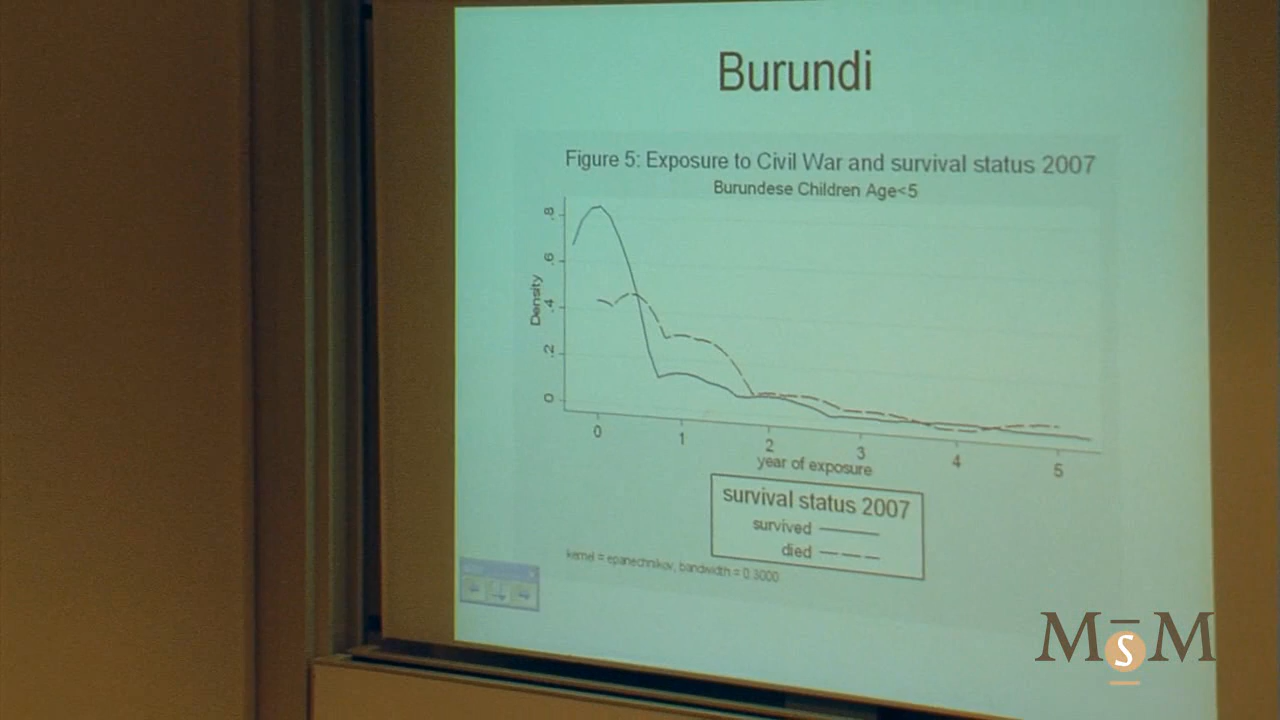 Burundi
Figure 5: Exposure to Civil War and survival status 2007
Burundese Children Age<5
Density
.8
.6
.4
.2
0
0 1 2 3 4 5
year of exposure
survival status 2007
survived
died
kernel = epanechnikov, bandwidth = 0.3000
MSM